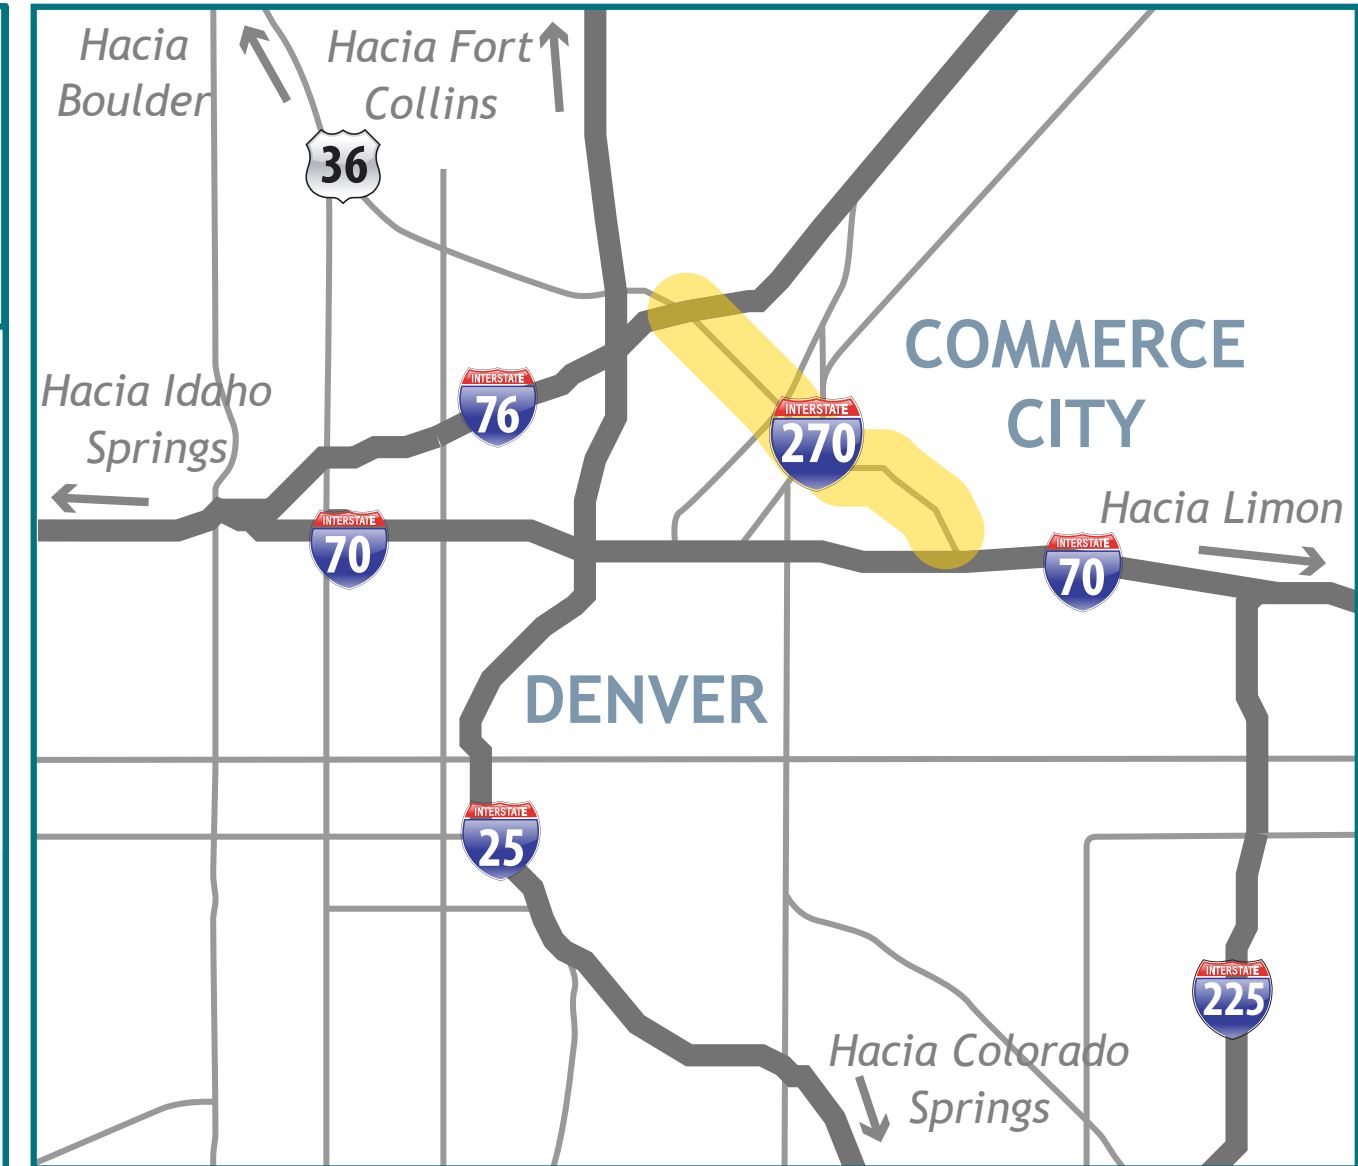 Hacia
Boulder
Hacia Fort
Collins
36
COMMERCE
CITY
Hacia Idaho
Springs
INTERSTATE
76
INTERSTATE
270
Hacia Limon
INTERSTATE
70
INTERSTATE
70
DENVER
INTERSTATE
25
INTERSTATE
225
Hacia Colorado
Springs